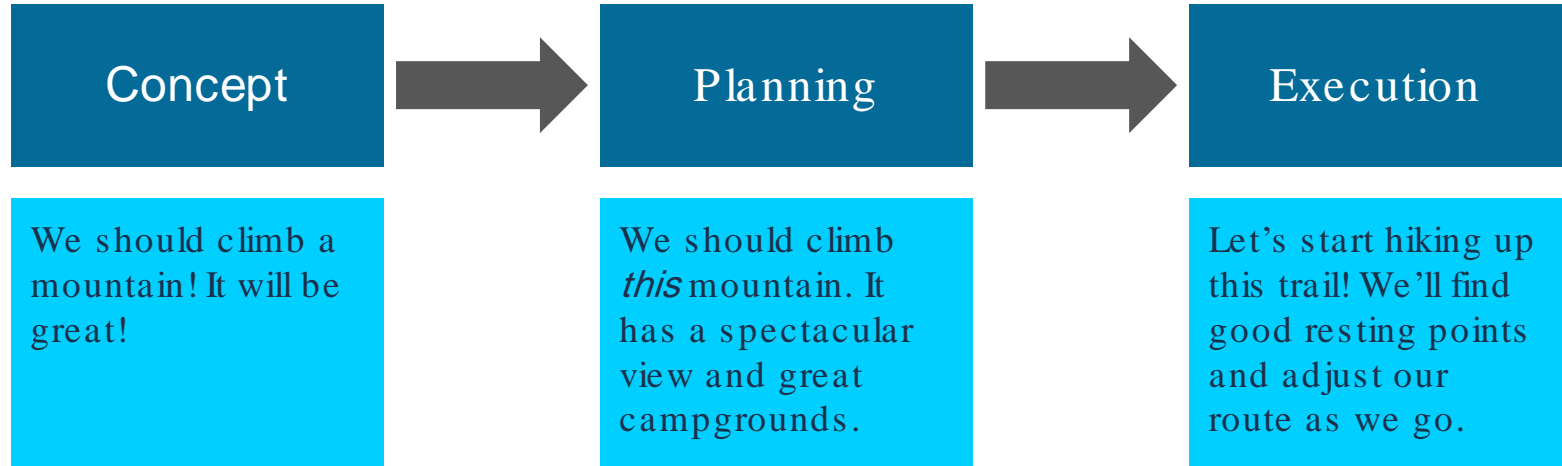 Concept
Planning
Execution
We should climb a
mountain! It will be
great!
We should climb
this mountain. It
has a spectacular
view and great
campgrounds.
Let’s start hiking up
this trail! We’ll find
good resting points
and adjust our
route as we go.